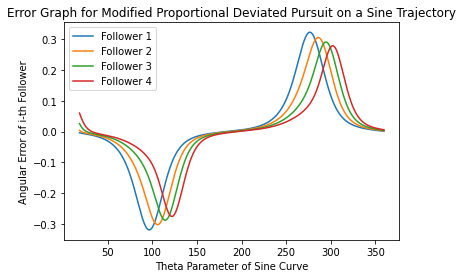 Error Graph for Modified Proportional Deviated Pursuit on a Sine Trajectory
Follower 1
Follower 2
Follower 3
Follower 4
Angular Error of i-th Follower
0.3
0.2
0.1
0.0
−0.1
−0.2
−0.3
50
100
150
200
250
300
350
Theta Parameter of Sine Curve